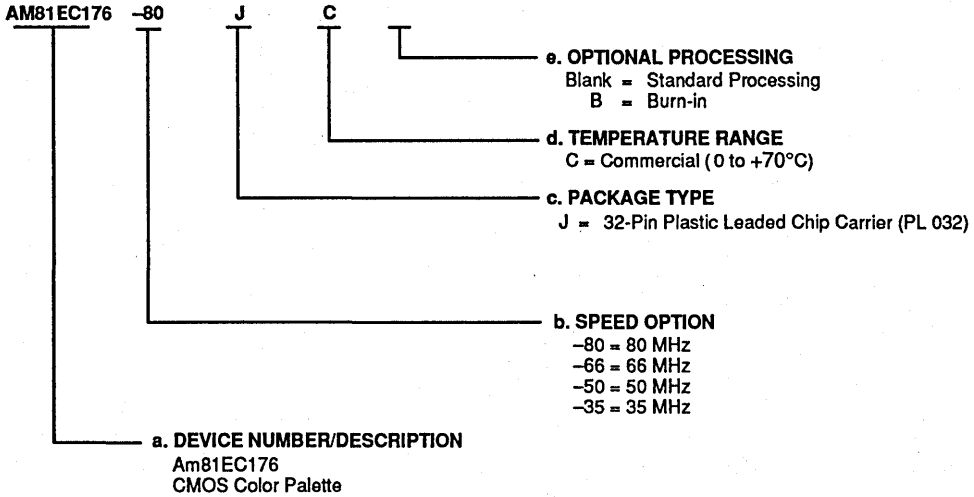 AM81EC176 –80 J C
e. OPTIONAL PROCESSING
Blank = Standard Processing
B = Burn-in
d. TEMPERATURE RANGE
C = Commercial (0 to +70°C)
c. PACKAGE TYPE
J = 32-Pin Plastic Leaded Chip Carrier (PL 032)
b. SPEED OPTION
–80 = 80 MHz
–66 = 66 MHz
–50 = 50 MHz
–35 = 35 MHz
a. DEVICE NUMBER/DESCRIPTION
Am81EC176
CMOS Color Palette